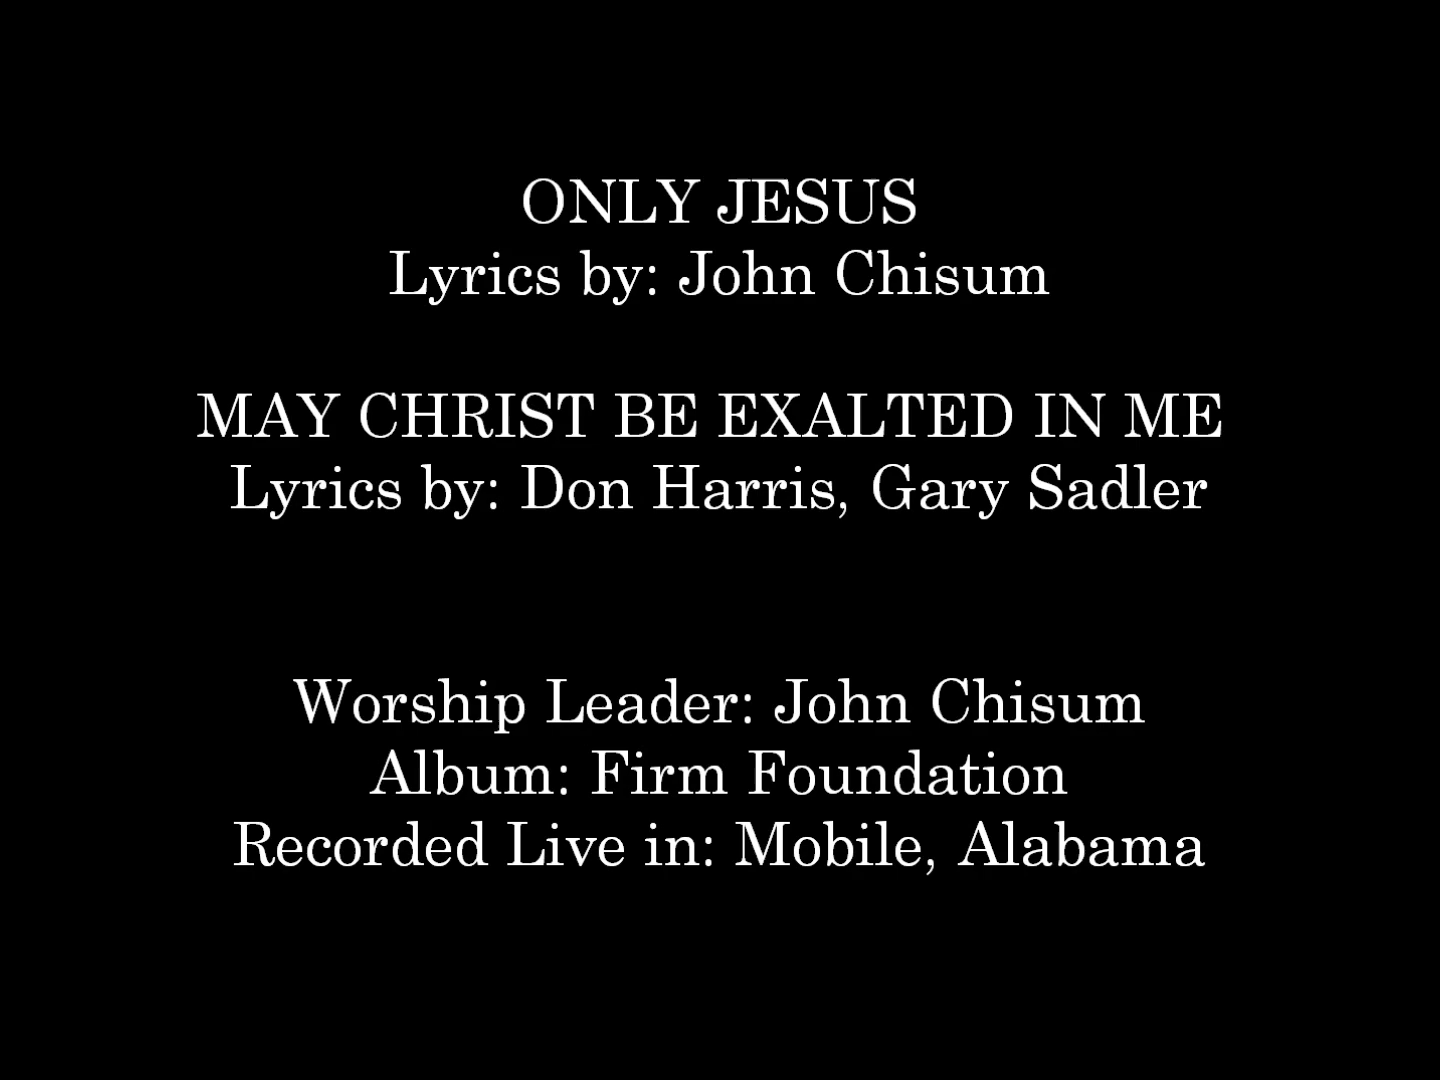 ONLY JESUS
Lyrics by: John Chisum
MAY CHRIST BE EXALTED IN ME
Lyrics by: Don Harris, Gary Sadler
Worship Leader: John Chisum
Album: Firm Foundation
Recorded Live in: Mobile, Alabama